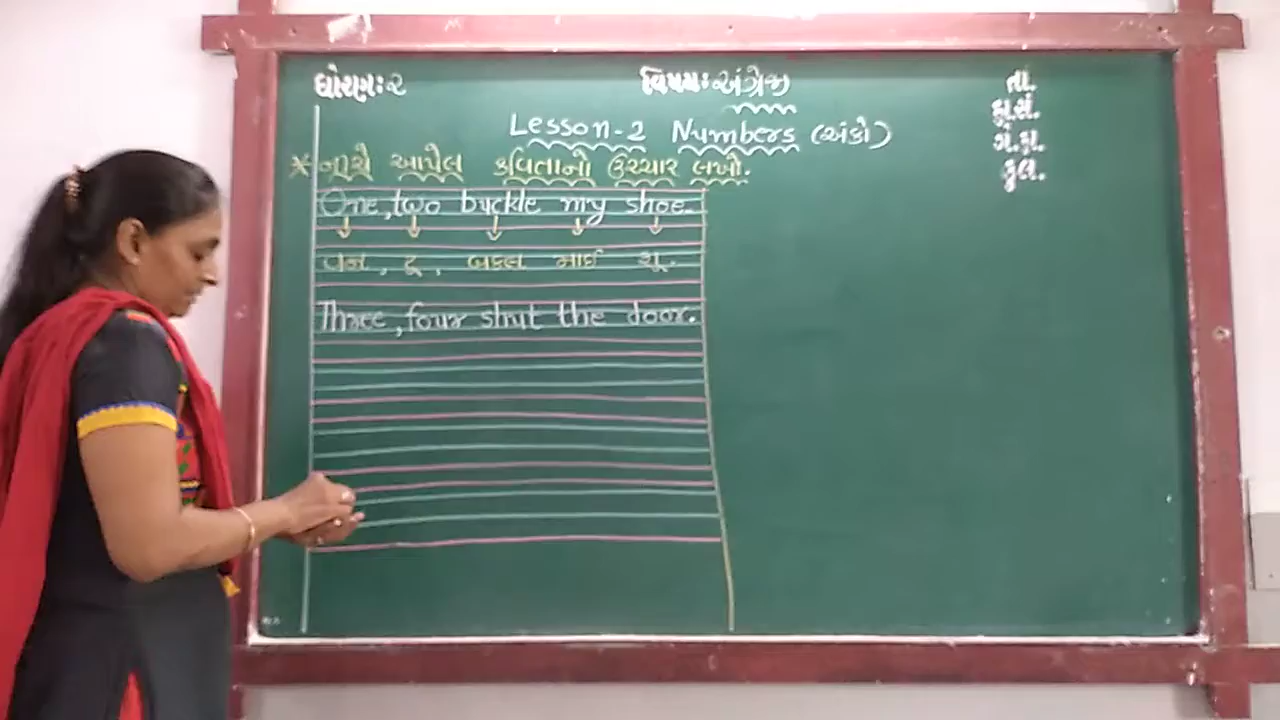 ધોરણઃ૨ વિષયઃઅંગ્રેજી તા.
હા.સં.
ગે.હા.
કુલ.
Lesson-2 Numbers (અંકો)
* નીચે આપેલ કવિતાનો ઉચ્ચાર લખો.
One, two buckle my shoe.
વન, ટૂ, બકલ માઈ શૂ.
Three, four shut the door.